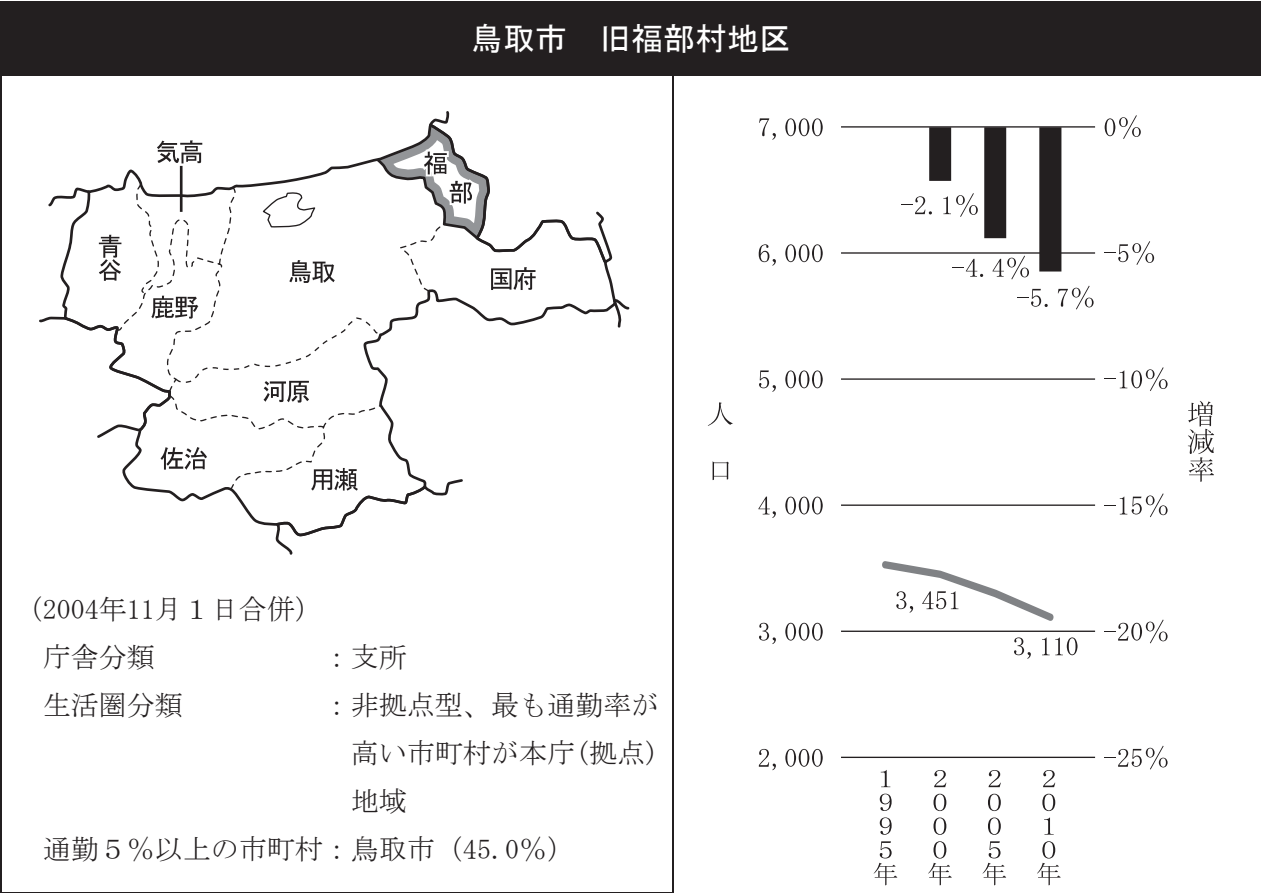 鳥取市　旧福部村地区
気高
福部
青谷
鳥取
国府
鹿野
河原
佐治
用瀬
(2004年11月１日合併)
庁舎分類　：支所
生活圏分類　：非拠点型、最も通勤率が
高い市町村が本庁(拠点)
地域
通勤５％以上の市町村：鳥取市（45.0％）
7,000
6,000
5,000
4,000
3,000
2,000
人口
0%
-5%
-10%
-15%
-20%
-25%
増減率
-2.1%
-4.4%
-5.7%
3,451
3,110
1995年
2000年
2005年
2010年